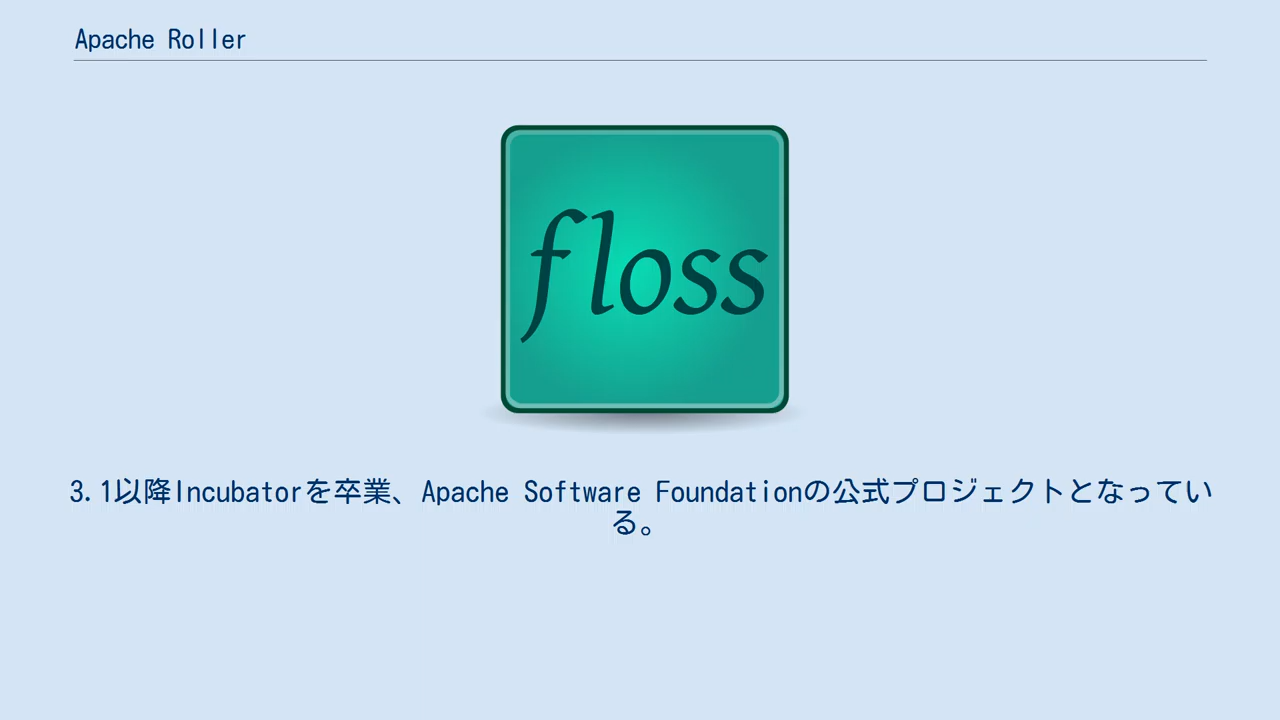 Apache Roller
floss
3.1以降Incubatorを卒業、Apache Software Foundationの公式プロジェクトとなってい
る。